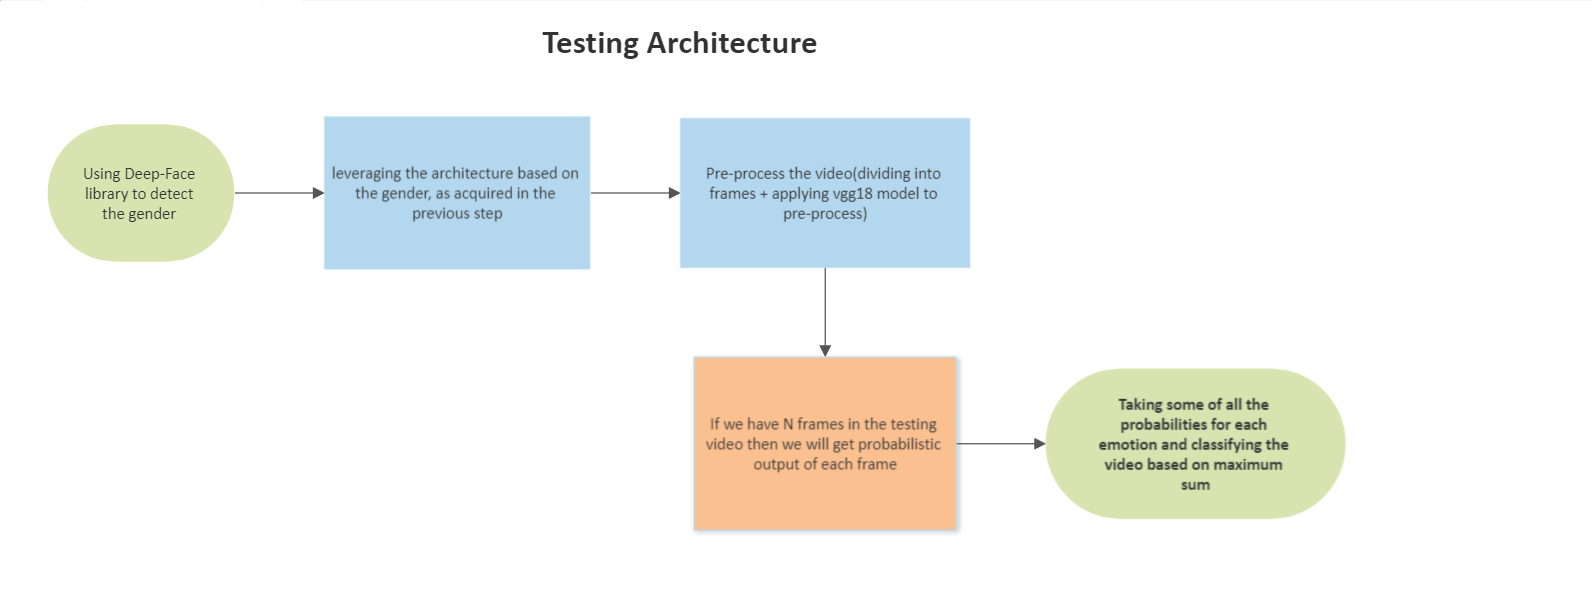 Testing Architecture
Using Deep-Face
library to detect
the gender
leveraging the architecture based on
the gender, as acquired in the
previous step
Pre-process the video(dividing into
frames + applying vgg18 model to
pre-process)
If we have N frames in the testing
video then we will get probabilistic
output of each frame
Taking some of all the
probabilities for each
emotion and classifying the
video based on maximum
sum